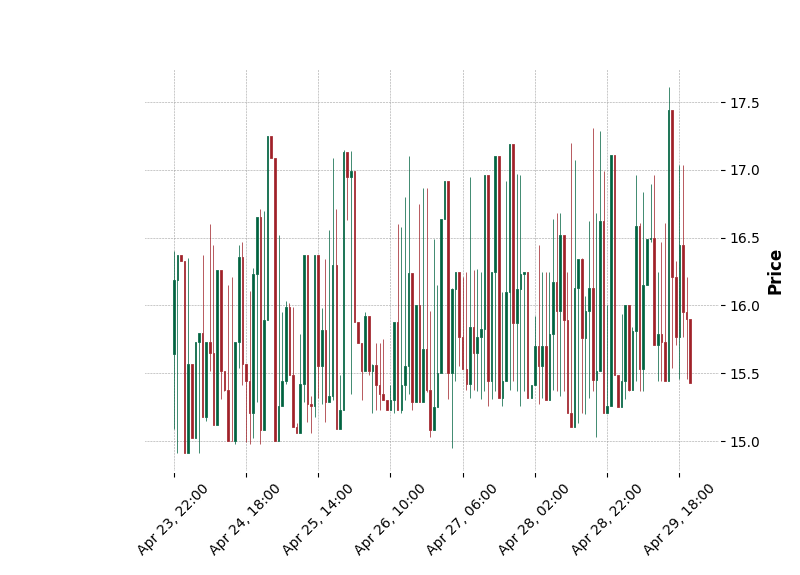 17.5
17.0
16.5
16.0
15.5
15.0
Price
Apr 23, 22:00
Apr 24, 18:00
Apr 25, 14:00
Apr 26, 10:00
Apr 27, 06:00
Apr 28, 02:00
Apr 28, 22:00
Apr 29, 18:00